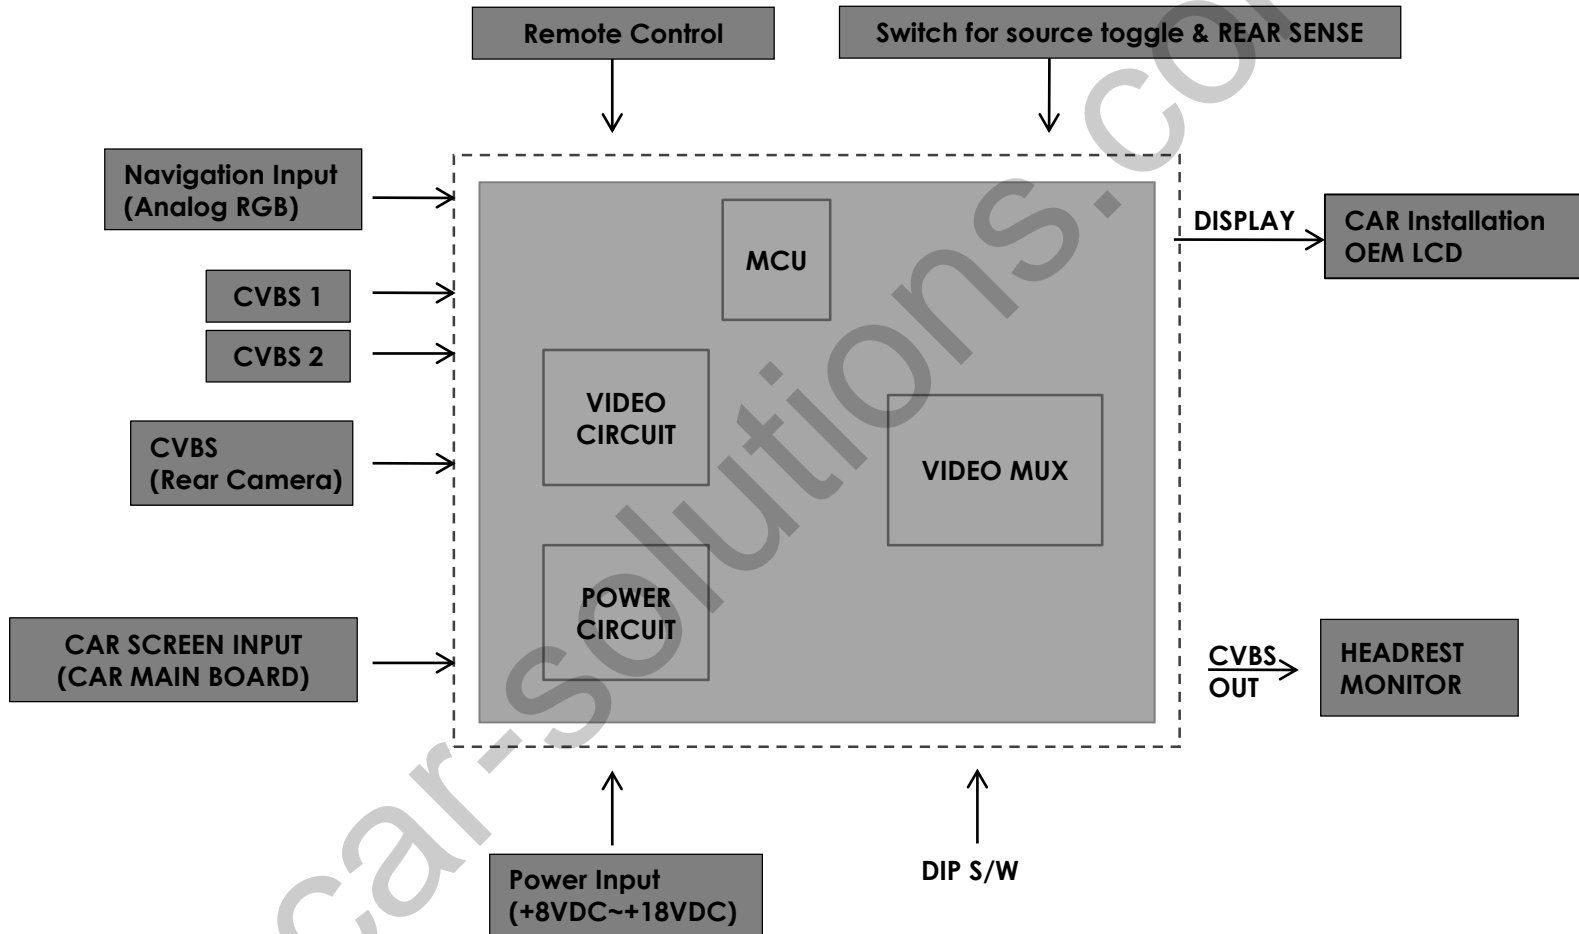 Remote Control
Switch for source toggle & REAR SENSE
Navigation Input
(Analog RGB)
CVBS 1
CVBS 2
CVBS
(Rear Camera)
CAR SCREEN INPUT
(CAR MAIN BOARD)
MCU
VIDEO
CIRCUIT
VIDEO MUX
POWER
CIRCUIT
DISPLAY
CAR Installation
OEM LCD
CVBS
OUT
HEADREST
MONITOR
Power Input
(+8VDC~+18VDC)
DIP S/W
car-solutions.com